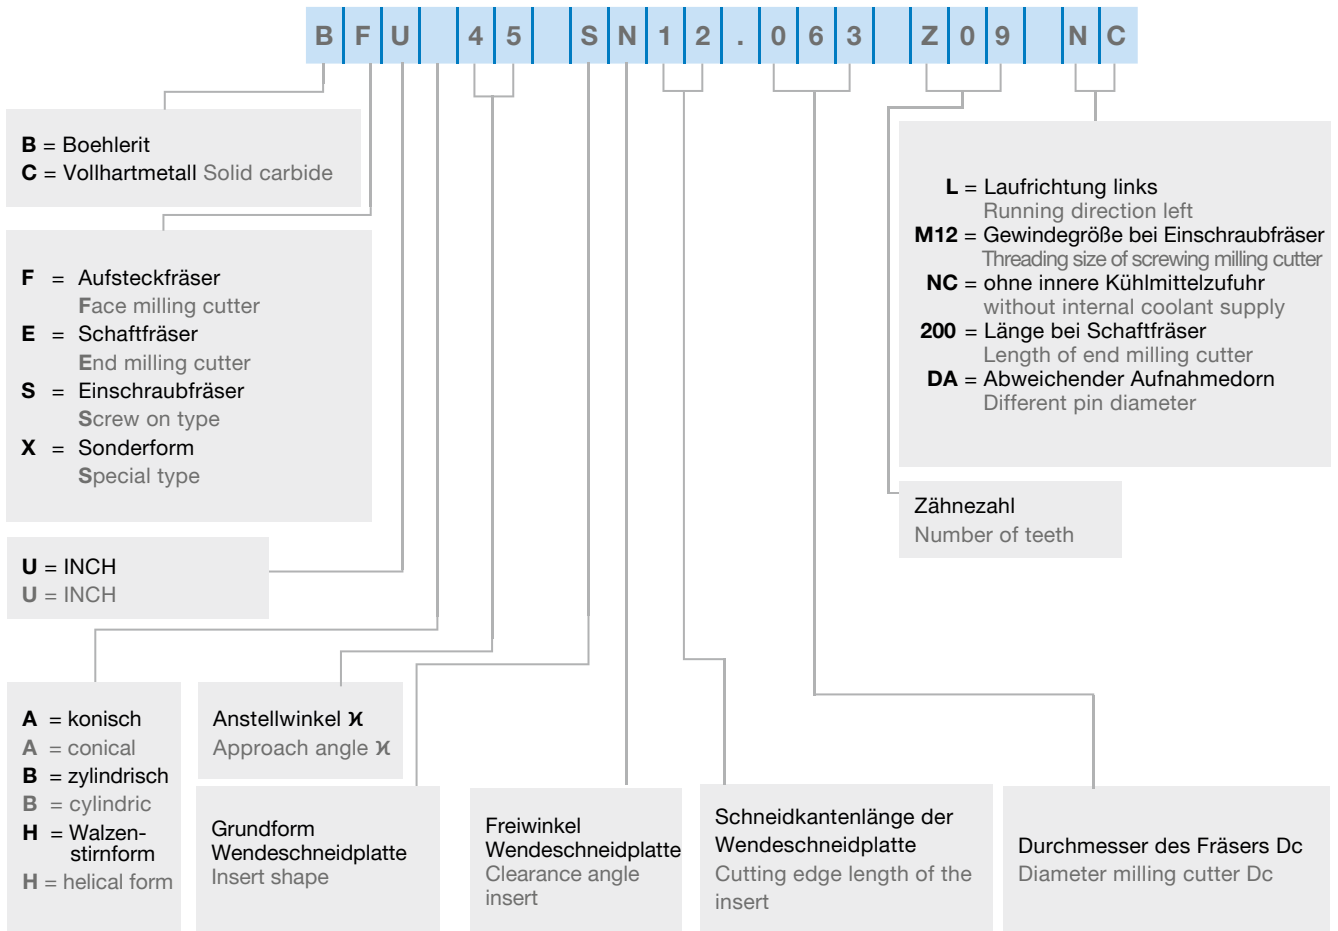 B F U 4 5 S N 1 2 . 0 6 3 Z 0 9 N C
B = Boehlerit
C = Vollhartmetall Solid carbide
F = Aufsteckfräser
Face milling cutter
E = Schaftfräser
End milling cutter
S = Einschraubfräser
Screw on type
X = Sonderform
Special type
U = INCH
U = INCH
A = konisch
A = conical
B = zylindrisch
B = cylindric
H = Walzen-
stirnform
H = helical form
Anstellwinkel ϰ
Approach angle ϰ
Grundform
Wendeschneidplatte
Insert shape
Freiwinkel
Wendeschneidplatte
Clearance angle
insert
Schneidkantenlänge der
Wendeschneidplatte
Cutting edge length of the
insert
Durchmesser des Fräsers Dc
Diameter milling cutter Dc
Zähnezahl
Number of teeth
L = Laufrichtung links
Running direction left
M12 = Gewindegröße bei Einschraubfräser
Threading size of screwing milling cutter
NC = ohne innere Kühlmittelzufuhr
without internal coolant supply
200 = Länge bei Schaftfräser
Length of end milling cutter
DA = Abweichender Aufnahmedorn
Different pin diameter